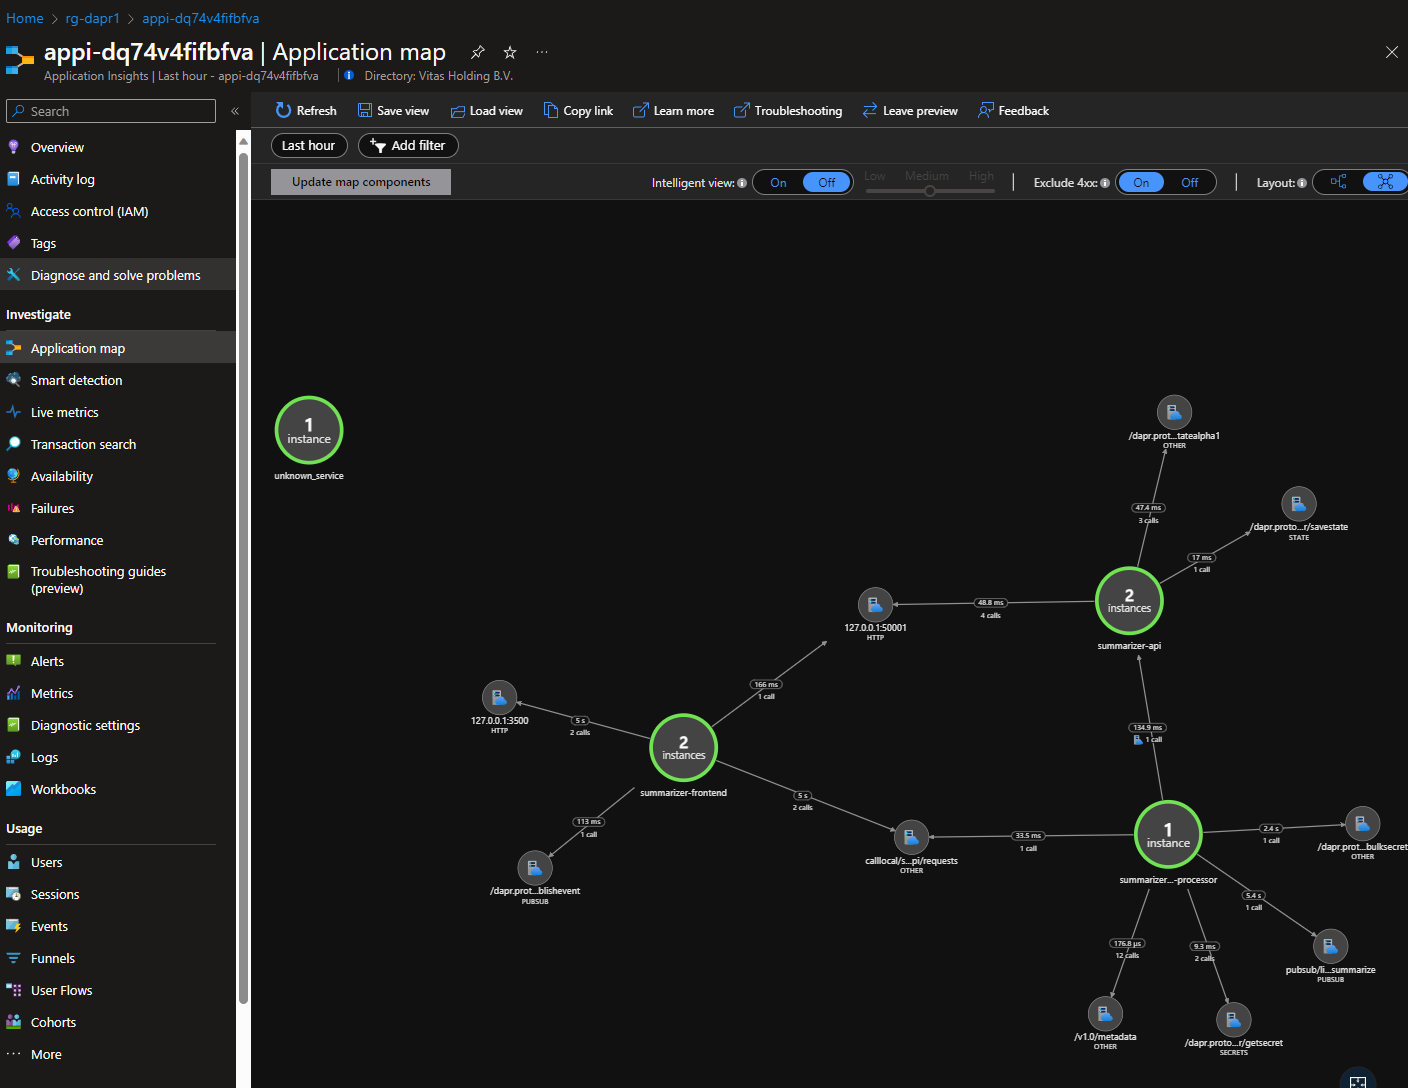 Home > rg-dapr1 > appi-dq74v4fifbfva
appi-dq74v4fifbfva | Application map
Application Insights | Last hour - appi-dq74v4fifbfva
Directory: Vitas Holding B.V.
Search
Refresh
Save view
Load view
Copy link
Learn more
Troubleshooting
Leave preview
Feedback
Last hour
Add filter
Update map components
Intelligent view:
On
Off
Low
Medium
High
Exclude 4xx:
On
Off
Layout:
Overview
Activity log
Access control (IAM)
Tags
Diagnose and solve problems
Investigate
Application map
Smart detection
Live metrics
Transaction search
Availability
Failures
Performance
Troubleshooting guides
(preview)
Monitoring
Alerts
Metrics
Diagnostic settings
Logs
Workbooks
Usage
Users
Sessions
Events
Funnels
User Flows
Cohorts
More
1
instance
unknown_service
/dapr.prot...tatealpha1
OTHER
47.4 ms
3 calls
/dapr.proto...r/savestate
STATE
17 ms
1 call
2
instances
summarizer-api
48.8 ms
4 calls
127.0.0.1:50001
HTTP
166 ms
1 call
127.0.0.1:3500
HTTP
5 s
2 calls
2
instances
summarizer-frontend
134.9 ms
1 call
5 s
2 calls
113 ms
1 call
/dapr.prot...blishevent
PUBSUB
calllocal/s...pi/requests
OTHER
33.5 ms
1 call
1
instance
summarizer...-processor
2.4 s
1 call
/dapr.prot...bulksecret
OTHER
5.4 s
1 call
pubsub/li...summarize
PUBSUB
176.8 µs
12 calls
9.3 ms
2 calls
/v1.0/metadata
OTHER
/dapr.proto...r/getsecret
SECRETS